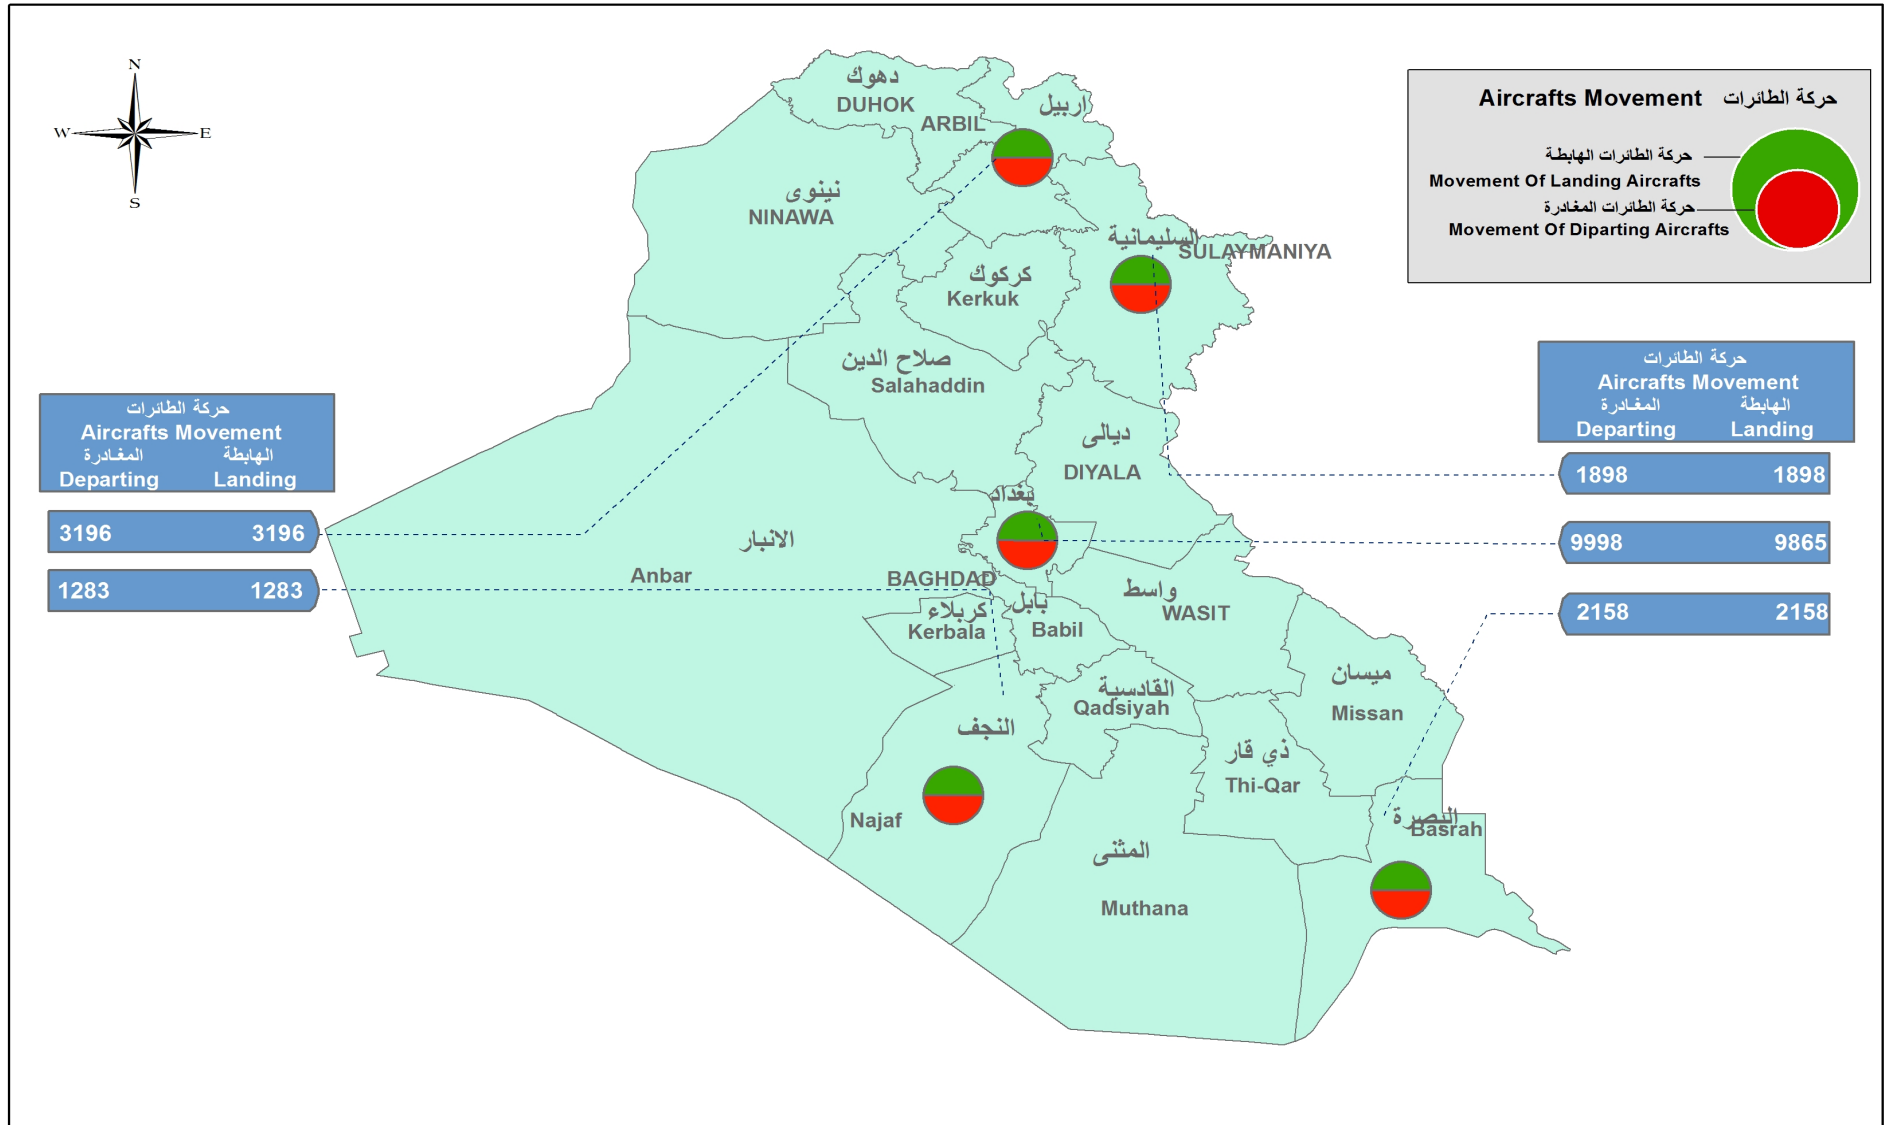 N
W
E
S
حركة الطائرات
Aircrafts Movement
حركة الطائرات الهابطة
Movement Of Landing Aircrafts
حركة الطائرات المغادرة
Movement Of Diparting Aircrafts
دهوك
DUHOK
اربيل
ARBIL
نينوى
NINAWA
السليمانية
SULAYMANIYA
كركوك
Kerkuk
صلاح الدين
Salahaddin
ديالى
DIYALA
بغداد
BAGHDAD
الانبار
Anbar
كربلاء
Kerbala
بابل
Babil
واسط
WASIT
القادسية
Qadsiyah
ميسان
Missan
النجف
Najaf
ذي قار
Thi-Qar
المثنى
Muthana
البصرة
Basrah
حركة الطائرات
Aircrafts Movement
المغادرة الهابطة
Departing Landing
3196 3196
1283 1283
حركة الطائرات
Aircrafts Movement
المغادرة الهابطة
Departing Landing
1898 1898
9998 9865
2158 2158